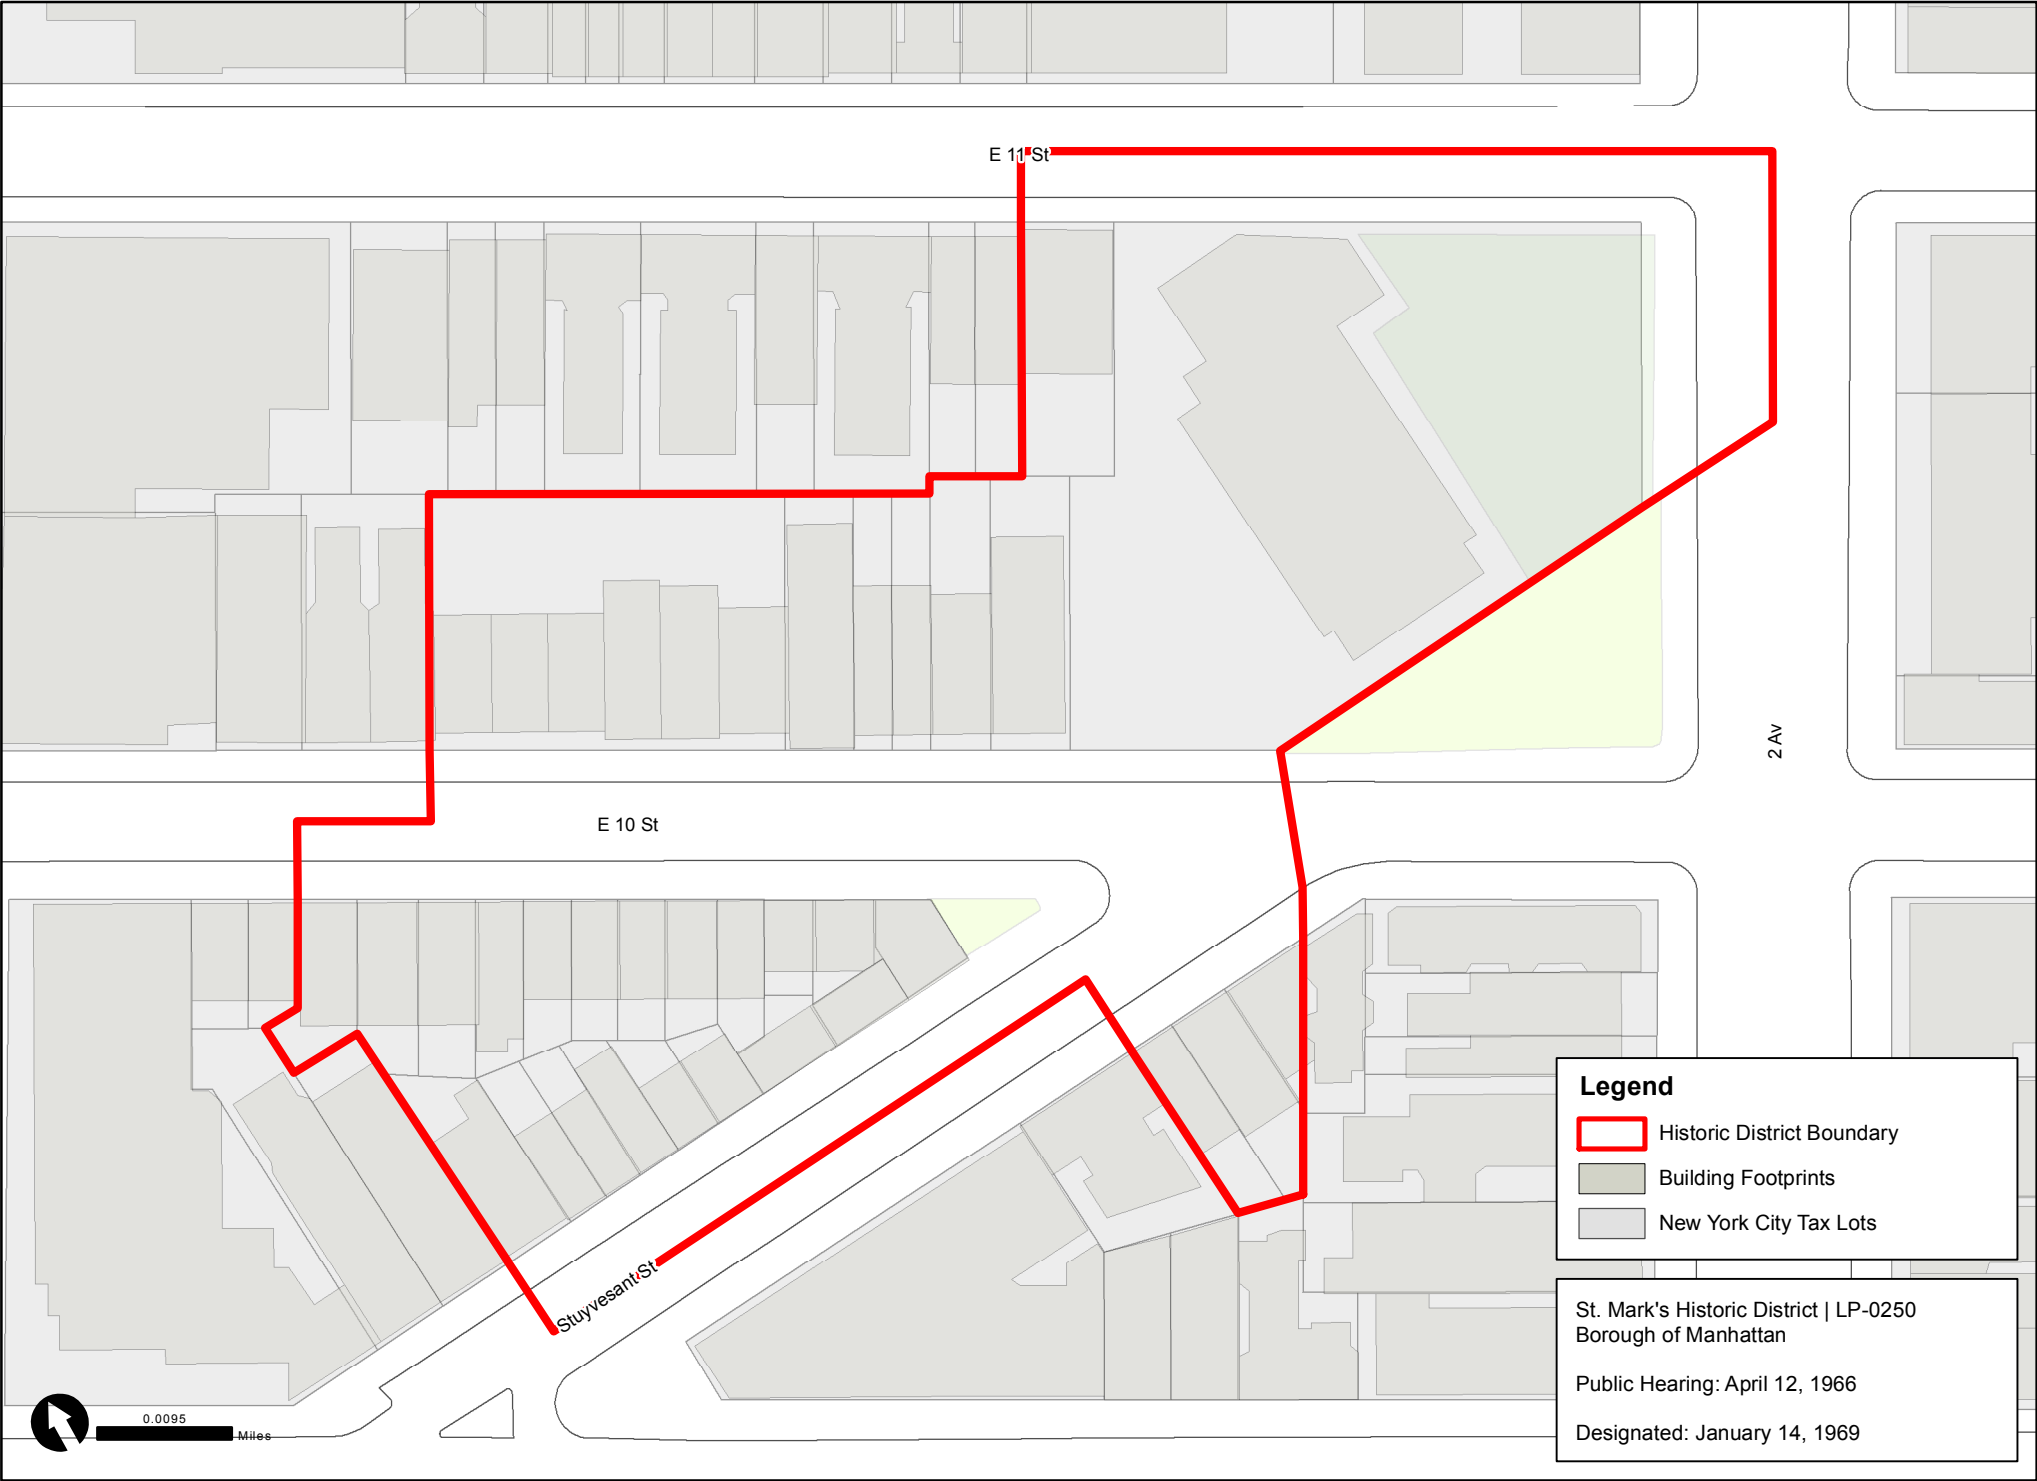 E 11 St
2 Av
E 10 St
Stuyvesant St
Legend
Historic District Boundary
Building Footprints
New York City Tax Lots
St. Mark's Historic District | LP-0250
Borough of Manhattan
Public Hearing: April 12, 1966
Designated: January 14, 1969
0.0095
Miles